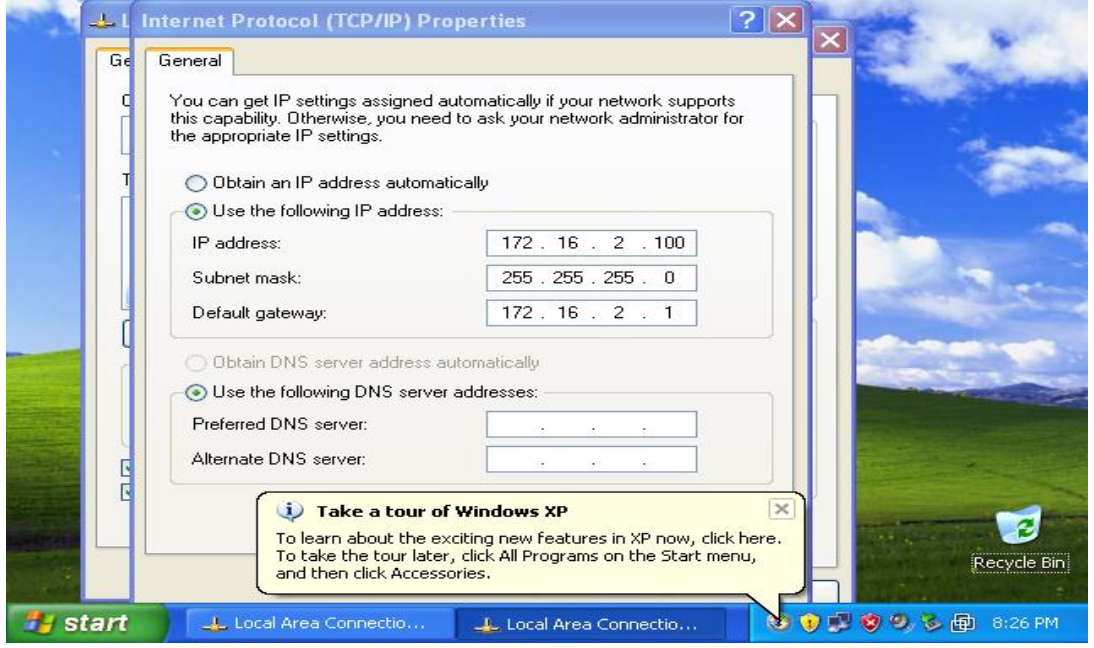 L
Internet Protocol (TCP/IP) Properties
Ge
General
You can get IP settings assigned automatically if your network supports
this capability. Otherwise, you need to ask your network administrator for
the appropriate IP settings.
Obtain an IP address automatically
Use the following IP address:
IP address: 172 . 16 . 2 . 100
Subnet mask: 255 . 255 . 255 . 0
Default gateway: 172 . 16 . 2 . 1
Obtain DNS server address automatically
Use the following DNS server addresses:
Preferred DNS server: . . .
Alternate DNS server: . . .
Take a tour of Windows XP
To learn about the exciting new features in XP now, click here.
To take the tour later, click All Programs on the Start menu,
and then click Accessories.
Recycle Bin
start
Local Area Connectio...
Local Area Connectio...
8:26 PM